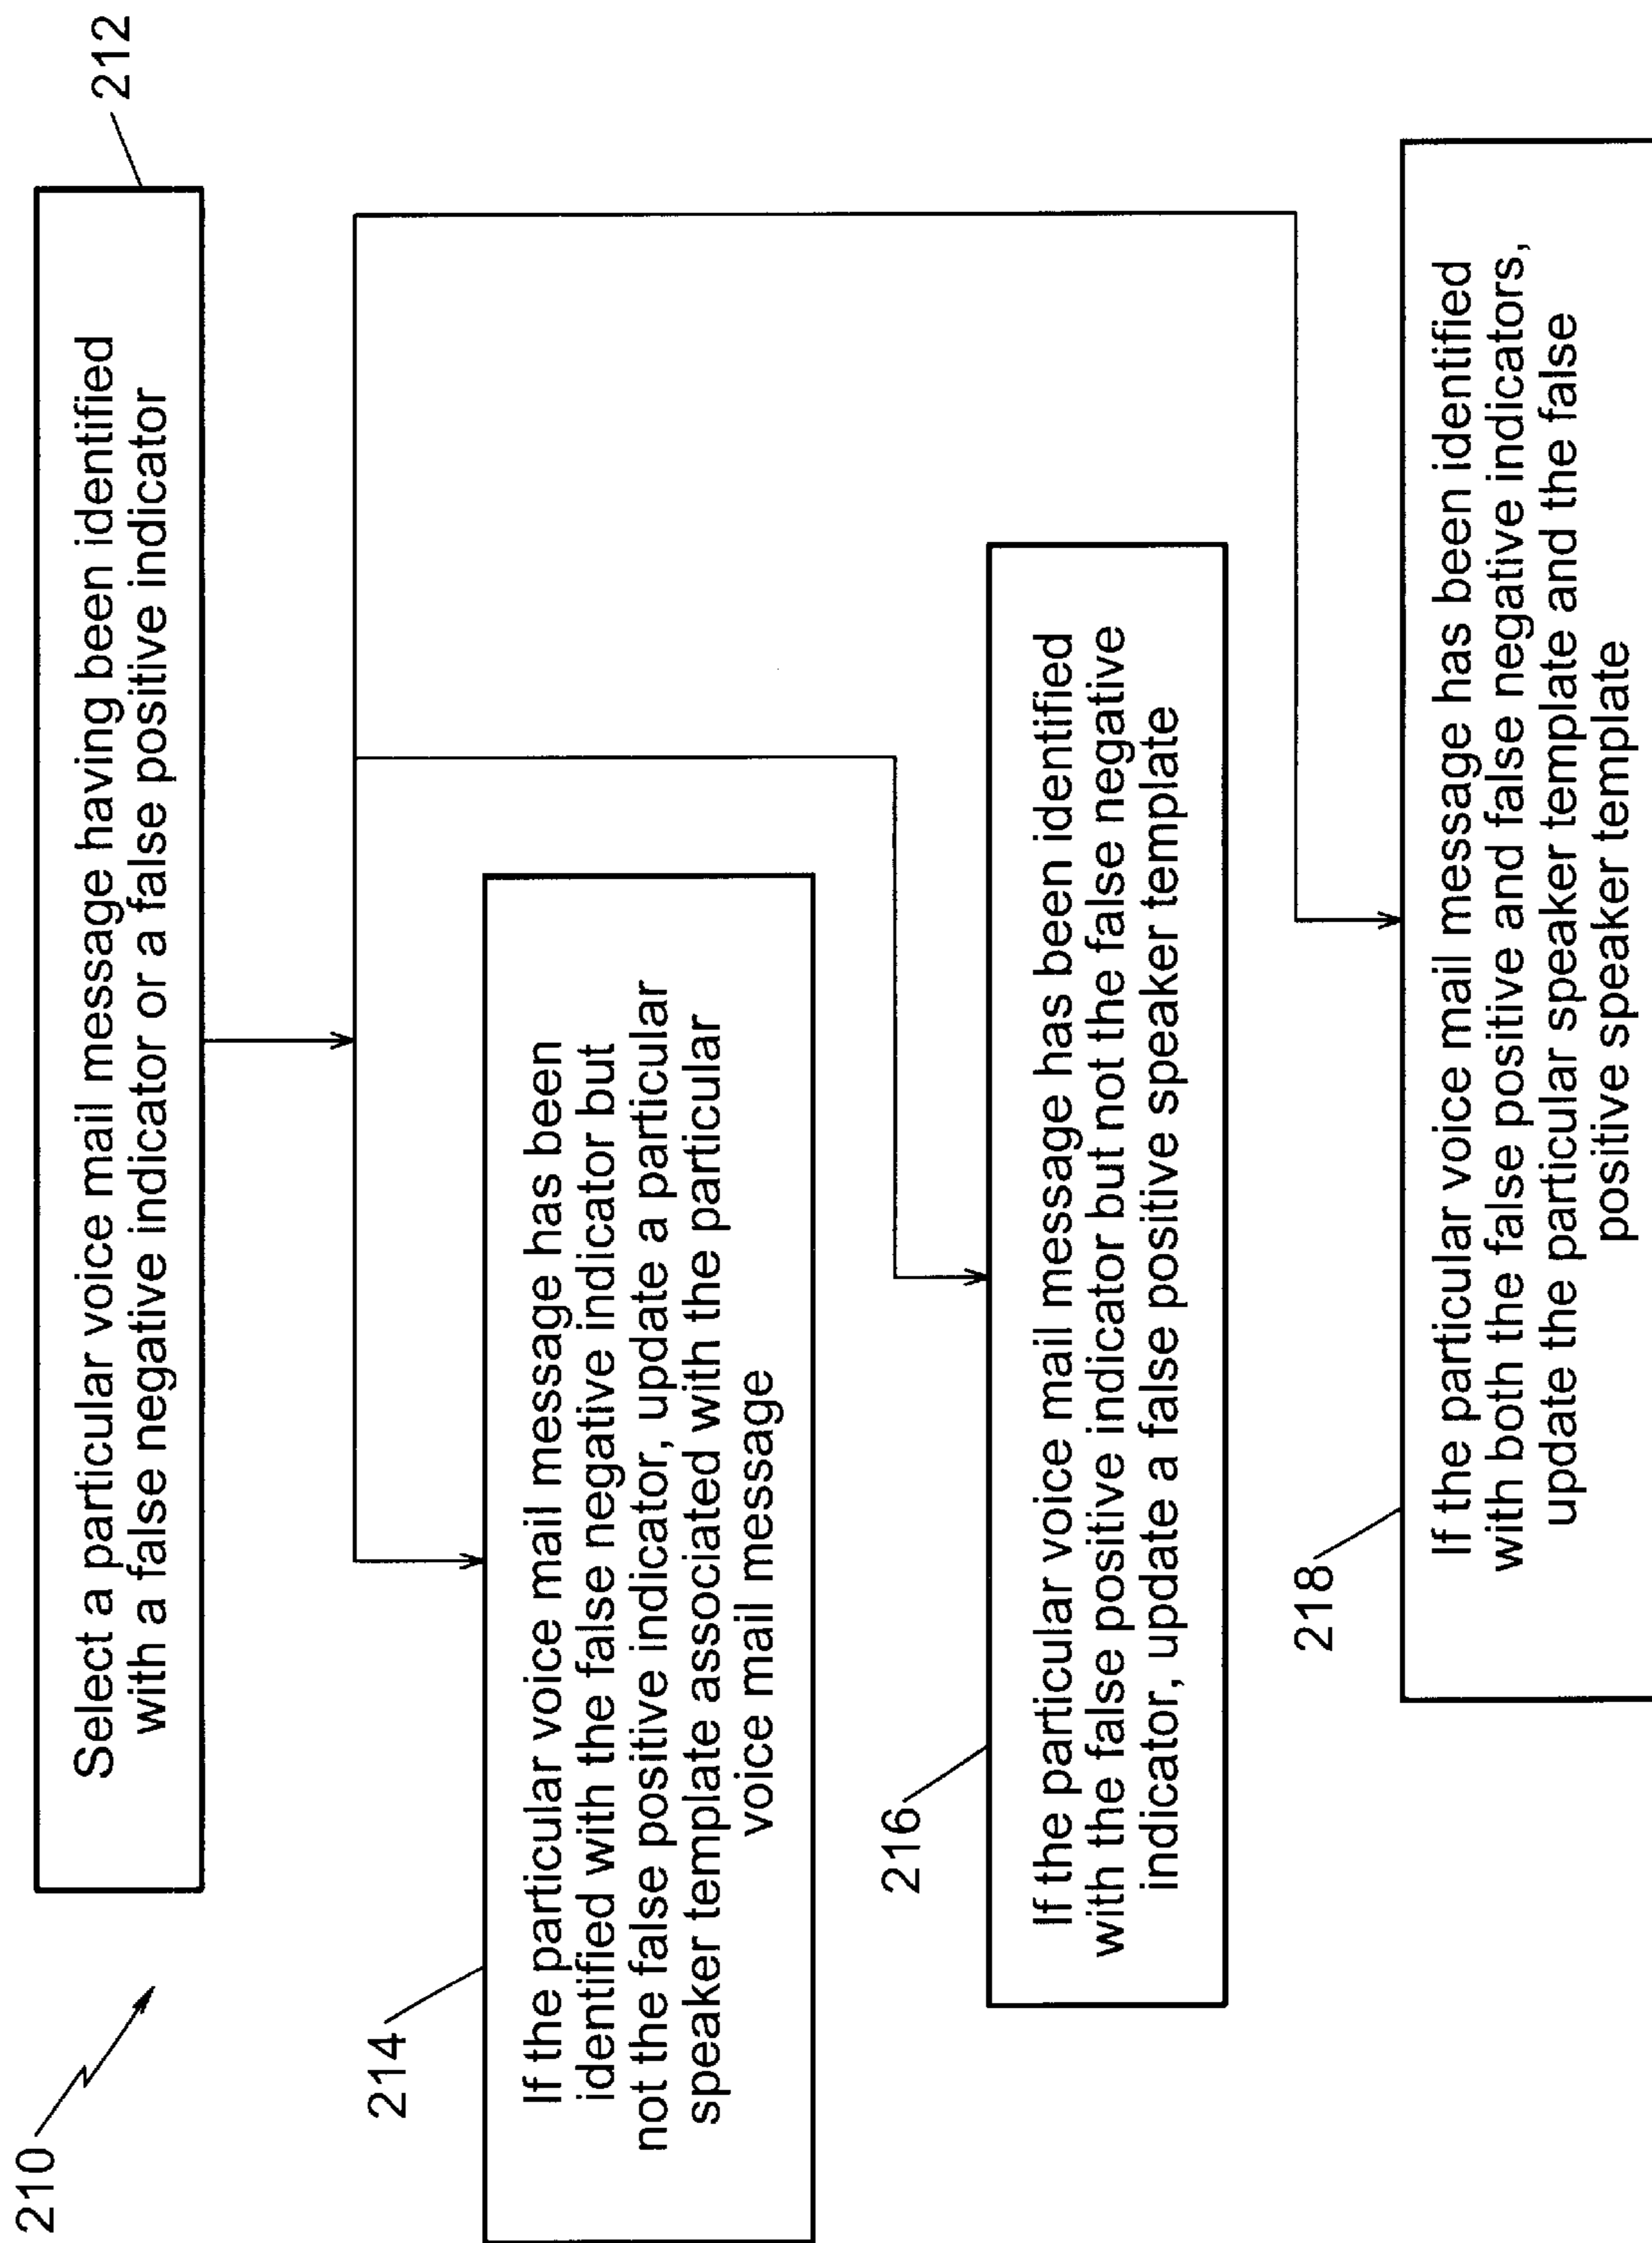 210
212
Select a particular voice mail message having been identified
with a false negative indicator or a false positive indicator
214
If the particular voice mail message has been
identified with the false negative indicator but
not the false positive indicator, update a particular
speaker template associated with the particular
voice mail message
216
If the particular voice mail message has been identified
with the false positive indicator but not the false negative
indicator, update a false positive speaker template
218
If the particular voice mail message has been identified
with both the false positive and false negative indicators,
update the particular speaker template and the false
positive speaker template